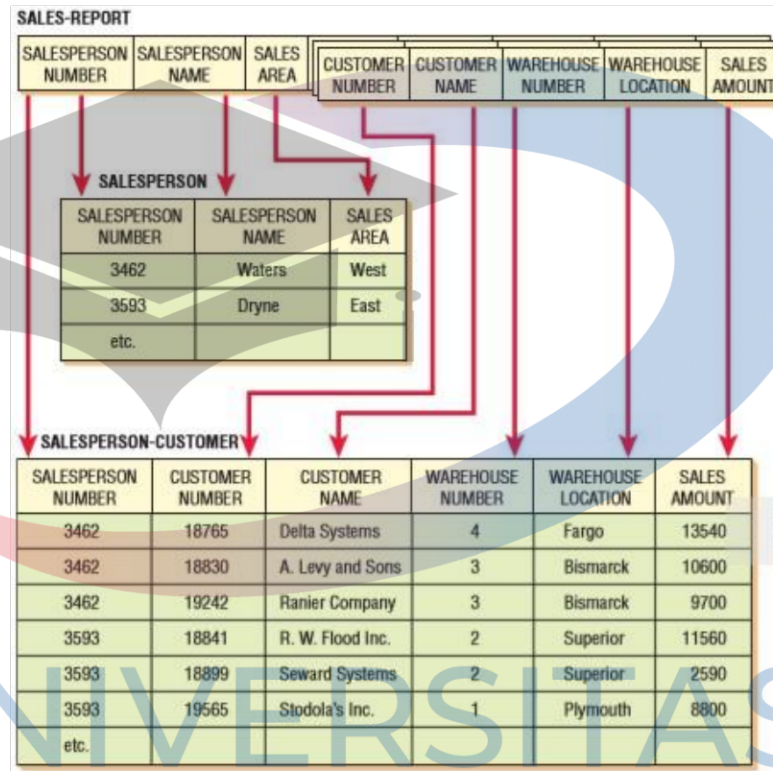 SALES-REPORT
SALESPERSON NUMBER SALESPERSON NAME SALES AREA CUSTOMER NUMBER CUSTOMER NAME WAREHOUSE NUMBER WAREHOUSE LOCATION SALES AMOUNT
SALESPERSON
SALESPERSON NUMBER SALESPERSON NAME SALES AREA
3462 Waters West
3593 Dryne East
etc.
SALESPERSON-CUSTOMER
SALESPERSON NUMBER CUSTOMER NUMBER CUSTOMER NAME WAREHOUSE NUMBER WAREHOUSE LOCATION SALES AMOUNT
3462 18765 Delta Systems 4 Fargo 13540
3462 18830 A. Levy and Sons 3 Bismarck 10600
3462 19242 Ranier Company 3 Bismarck 9700
3593 18841 R. W. Flood Inc. 2 Superior 11560
3593 18899 Seward Systems 2 Superior 2590
3593 19565 Stodola's Inc. 1 Plymouth 8800
etc.
NIVERSITAS